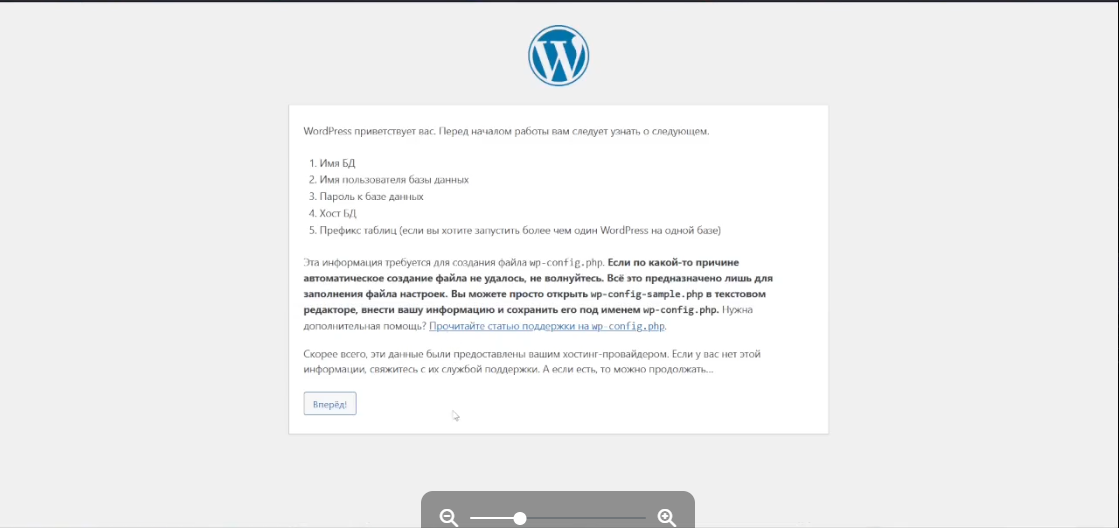 WordPress приветствует вас. Перед началом работы вам следует узнать о следующем.
1. Имя БД
2. Имя пользователя базы данных
3. Пароль к базе данных
4. Хост БД
5. Префикс таблиц (если вы хотите запустить более чем один WordPress на одной базе)
Эта информация требуется для создания файла wp-config.php. Если по какой-то причине
автоматическое создание файла не удалось, не волнуйтесь. Всё это предназначено лишь для
заполнения файла настроек. Вы можете просто открыть wp-config-sample.php в текстовом
редакторе, внести вашу информацию и сохранить его под именем wp-config.php. Нужна
дополнительная помощь? Прочитайте статью поддержки на wp-config.php.
Скорее всего, эти данные были предоставлены вашим хостинг-провайдером. Если у вас нет этой
информации, свяжитесь с их службой поддержки. А если есть, то можно продолжать...
Вперёд!